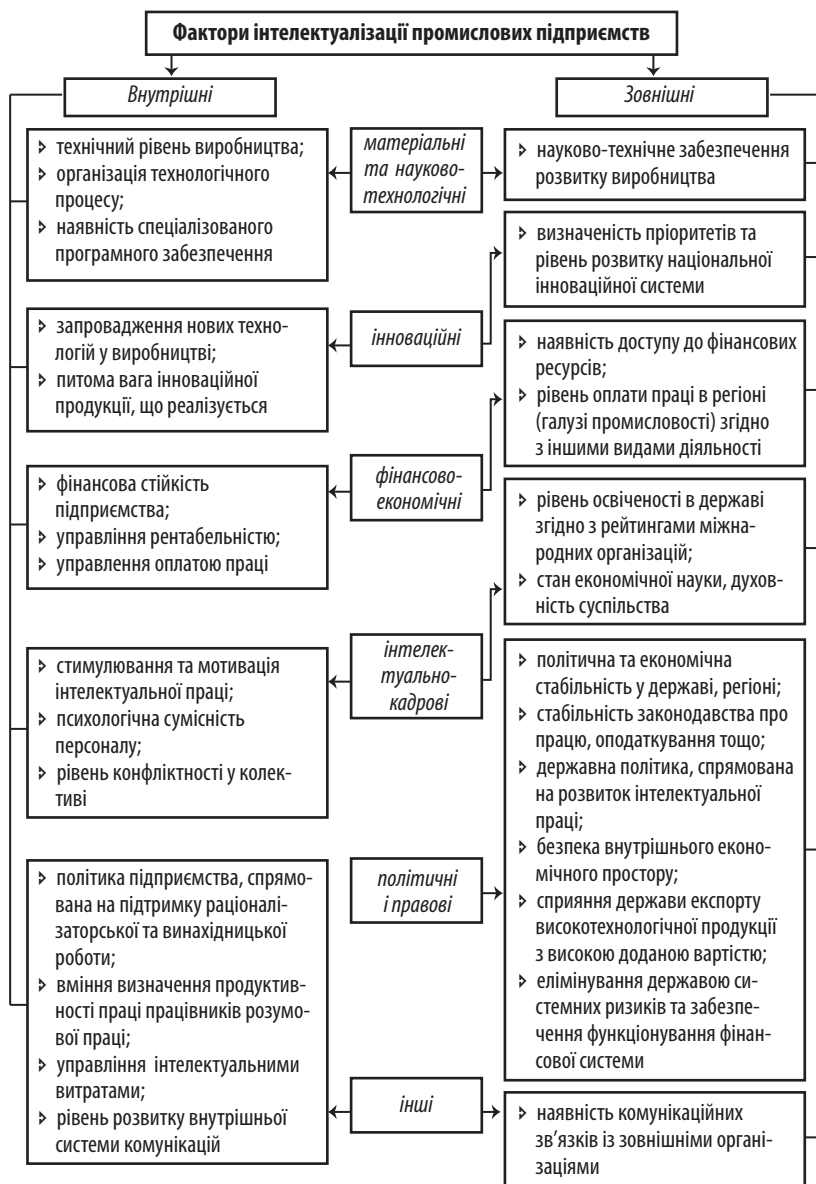 Фактори інтелектуалізації промислових підприємств
Внутрішні
Зовнішні
технічний рівень виробництва;
організація технологічного
процесу;
наявність спеціалізованого
програмного забезпечення
матеріальні
та науково-
технологічні
науково-технічне забезпечення
розвитку виробництва
визначеність пріоритетів та
рівень розвитку національної
інноваційної системи
запровадження нових техно-
логій у виробництві;
питома вага інноваційної
продукції, що реалізується
інноваційні
наявність доступу до фінансових
ресурсів;
рівень оплати праці в регіоні
(галузі промисловості) згідно
з іншими видами діяльності
фінансова стійкість
підприємства;
управління рентабельністю;
управлення оплатою праці
фінансово-
економічні
рівень освіченості в державі
згідно з рейтингами міжна-
родних організацій;
стан економічної науки, духов-
ність суспільства
стимулювання та мотивація
інтелектуальної праці;
психологічна сумісність
персоналу;
рівень конфліктності у колек-
тиві
інтелек-
туально-
кадрові
політична та економічна
стабільність у державі, регіоні;
стабільність законодавства про
працю, оподаткування тощо;
державна політика, спрямована
на розвиток інтелектуальної
праці;
безпека внутрішнього еконо-
мічного простору;
сприяння держави експорту
високотехнологічної продукції
з високою доданою вартістю;
елімінування державою си-
стемних ризиків та забезпе-
чення функціонування фінан-
сової системи
політика підприємства, спрямо-
вана на підтримку раціоналі-
заторської та винахідницької
роботи;
вміння визначення продуктив-
ності праці працівників розумо-
вої праці;
управління інтелектуальними
витратами;
рівень розвитку внутрішньої
системи комунікацій
політичні
і правові
інші
наявність комунікаційних
зв'язків із зовнішніми органі-
заціями